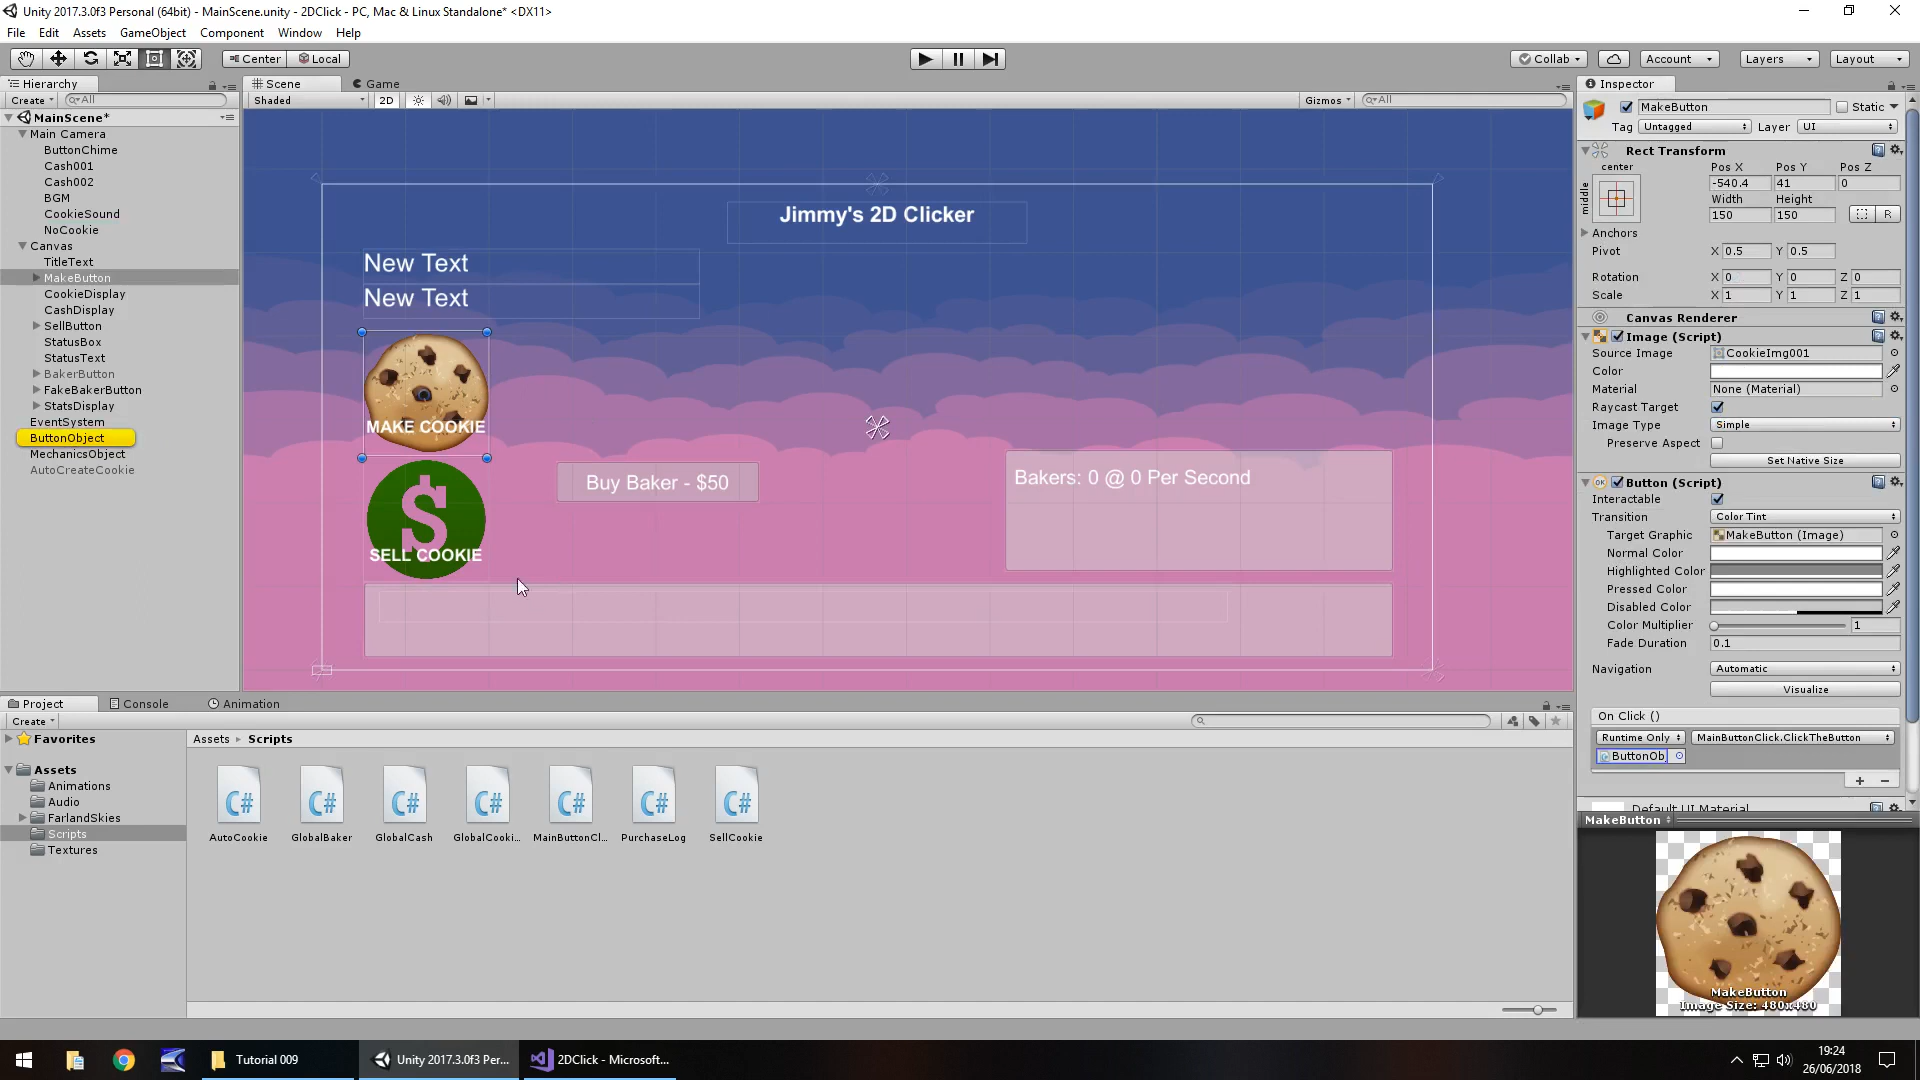 Unity 2017.3.0f3 Personal (64bit) - MainScene.unity - 2DClick - PC, Mac & Linux Standalone* <DX11>
File Edit Assets GameObject Component Window Help
Center Local
Collab Account Layers Layout
Hierarchy
Create All
MainScene*
Main Camera
ButtonChime
Cash001
Cash002
BGM
CookieSound
NoCookie
Canvas
TitleText
MakeButton
CookieDisplay
CashDisplay
SellButton
StatusBox
StatusText
BakerButton
FakeBakerButton
StatsDisplay
EventSystem
ButtonObject
MechanicsObject
AutoCreateCookie
Scene Game
Shaded 2D Gizmos All
Jimmy's 2D Clicker
New Text
New Text
MAKE COOKIE
$
SELL COOKIE
Buy Baker - $50
Bakers: 0 @ 0 Per Second
Inspector
MakeButton Static
Tag Untagged Layer UI
Rect Transform
center
middle
Pos X Pos Y Pos Z
-540.4 41 0
Width Height
150 150 R
Anchors
Pivot X 0.5 Y 0.5
Rotation X 0 Y 0 Z 0
Scale X 1 Y 1 Z 1
Canvas Renderer
Image (Script)
Source Image CookieImg001
Color
Material None (Material)
Raycast Target
Image Type Simple
Preserve Aspect
Set Native Size
OK Button (Script)
Interactable
Transition Color Tint
Target Graphic MakeButton (Image)
Normal Color
Highlighted Color
Pressed Color
Disabled Color
Color Multiplier 1
Fade Duration 0.1
Navigation Automatic
Visualize
On Click ()
Runtime Only MainButtonClick.ClickTheButton
ButtonOb
+ -
Default UI Material
MakeButton
MakeButton
Image Size: 480x480
Project Console Animation
Create
Favorites
Assets
Animations
Audio
FarlandSkies
Scripts
Textures
Assets Scripts
C# C# C# C# C# C# C#
AutoCookie GlobalBaker GlobalCash GlobalCooki... MainButtonCl... PurchaseLog SellCookie
Tutorial 009
Unity 2017.3.0f3 Per...
2DClick - Microsoft...
19:24
26/06/2018